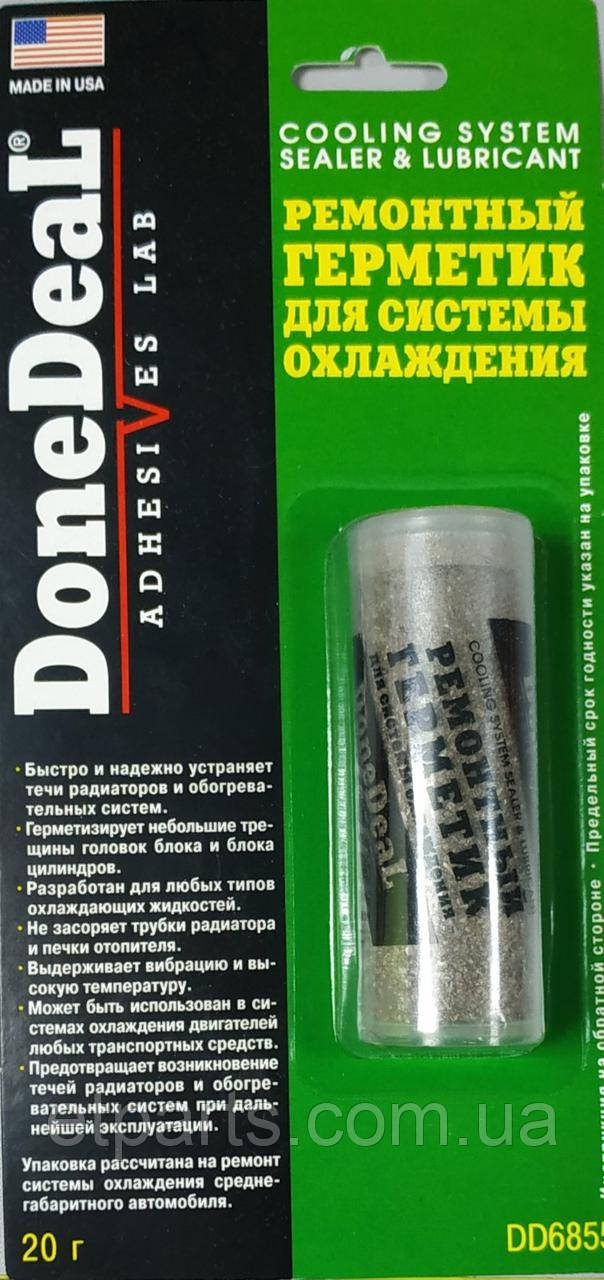 MADE IN USA
DoneDeaL®
ADHESIVES LAB
COOLING SYSTEM
SEALER & LUBRICANT
РЕМОНТНЫЙ
ГЕРМЕТИК
ДЛЯ СИСТЕМЫ
ОХЛАЖДЕНИЯ
COOLING SYSTEM SEALER &
РЕМОНТНЫЙ
ГЕРМЕТИК
DoneDeaL
· Быстро и надежно устраняет
течи радиаторов и обогрева-
тельных систем.
· Герметизирует небольшие тре-
щины головок блока и блока
цилиндров.
· Разработан для любых типов
охлаждающих жидкостей.
· Не засоряет трубки радиатора
и печки отопителя.
· Выдерживает вибрацию и вы-
сокую температуру.
· Может быть использован в си-
стемах охлаждения двигателей
любых транспортных средств.
· Предотвращает возникновение
течей радиаторов и обогре-
вательных систем при даль-
нейшей эксплуатации.
Упаковка рассчитана на ремонт
системы охлаждения средне-
габаритного автомобиля.
20 г
DD6855
на обратной стороне · Предельный срок годности указан на упаковке
elparts.com.ua